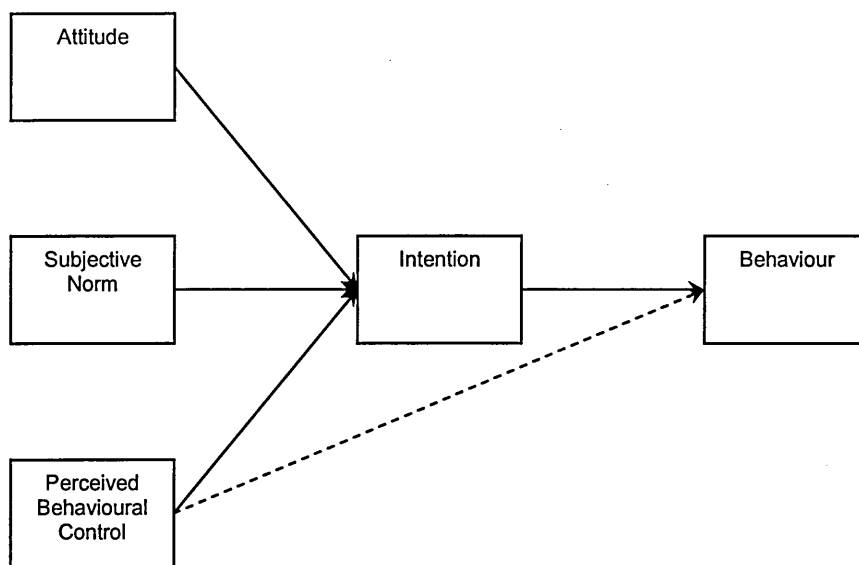 Attitude
Subjective
Norm
Intention
Behaviour
Perceived
Behavioural
Control